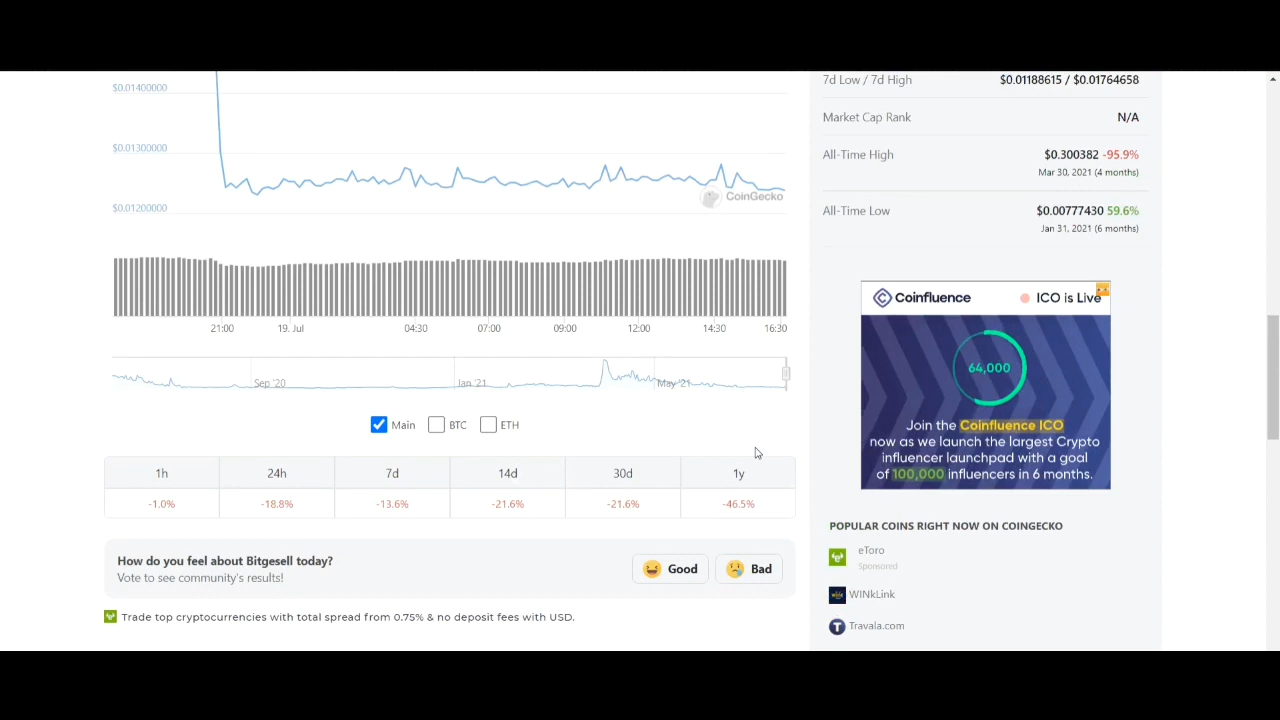 $0.01400000
$0.01300000
$0.01200000
CoinGecko
21:00 19. Jul 04:30 07:00 09:00 12:00 14:30 16:30
Sep '20 Jan '21 May '21
Main BTC ETH
1h 24h 7d 14d 30d 1y
-1.0% -18.8% -13.6% -21.6% -21.6% -46.5%
How do you feel about Bitgesell today?
Vote to see community's results!
Good Bad
Trade top cryptocurrencies with total spread from 0.75% & no deposit fees with USD.
7d Low / 7d High $0.01188615 / $0.01764658
Market Cap Rank N/A
All-Time High $0.300382 -95.9%
Mar 30, 2021 (4 months)
All-Time Low $0.00777430 59.6%
Jan 31, 2021 (6 months)
Coinfluence ICO is Live
64,000
Join the Coinfluence ICO
now as we launch the largest Crypto
influencer launchpad with a goal
of 100,000 influencers in 6 months.
POPULAR COINS RIGHT NOW ON COINGECKO
eToro
Sponsored
WINkLink
Travala.com